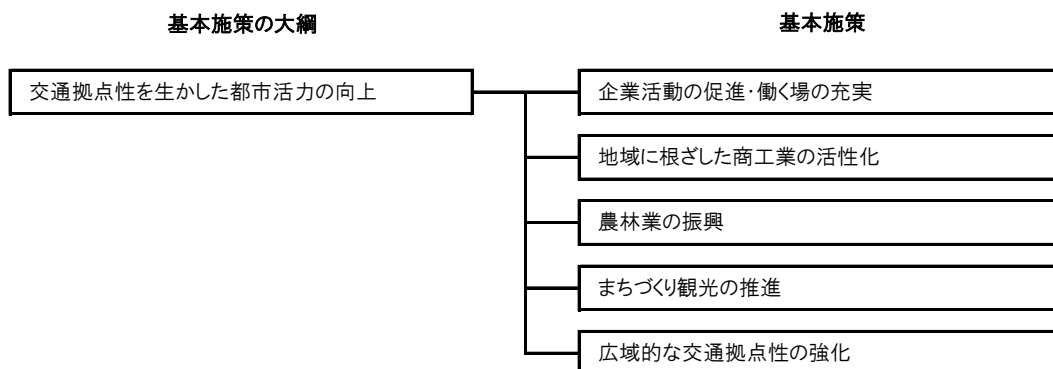 基本施策の大綱
基本施策
交通拠点性を生かした都市活力の向上
企業活動の促進・働く場の充実
地域に根ざした商工業の活性化
農林業の振興
まちづくり観光の推進
広域的な交通拠点性の強化